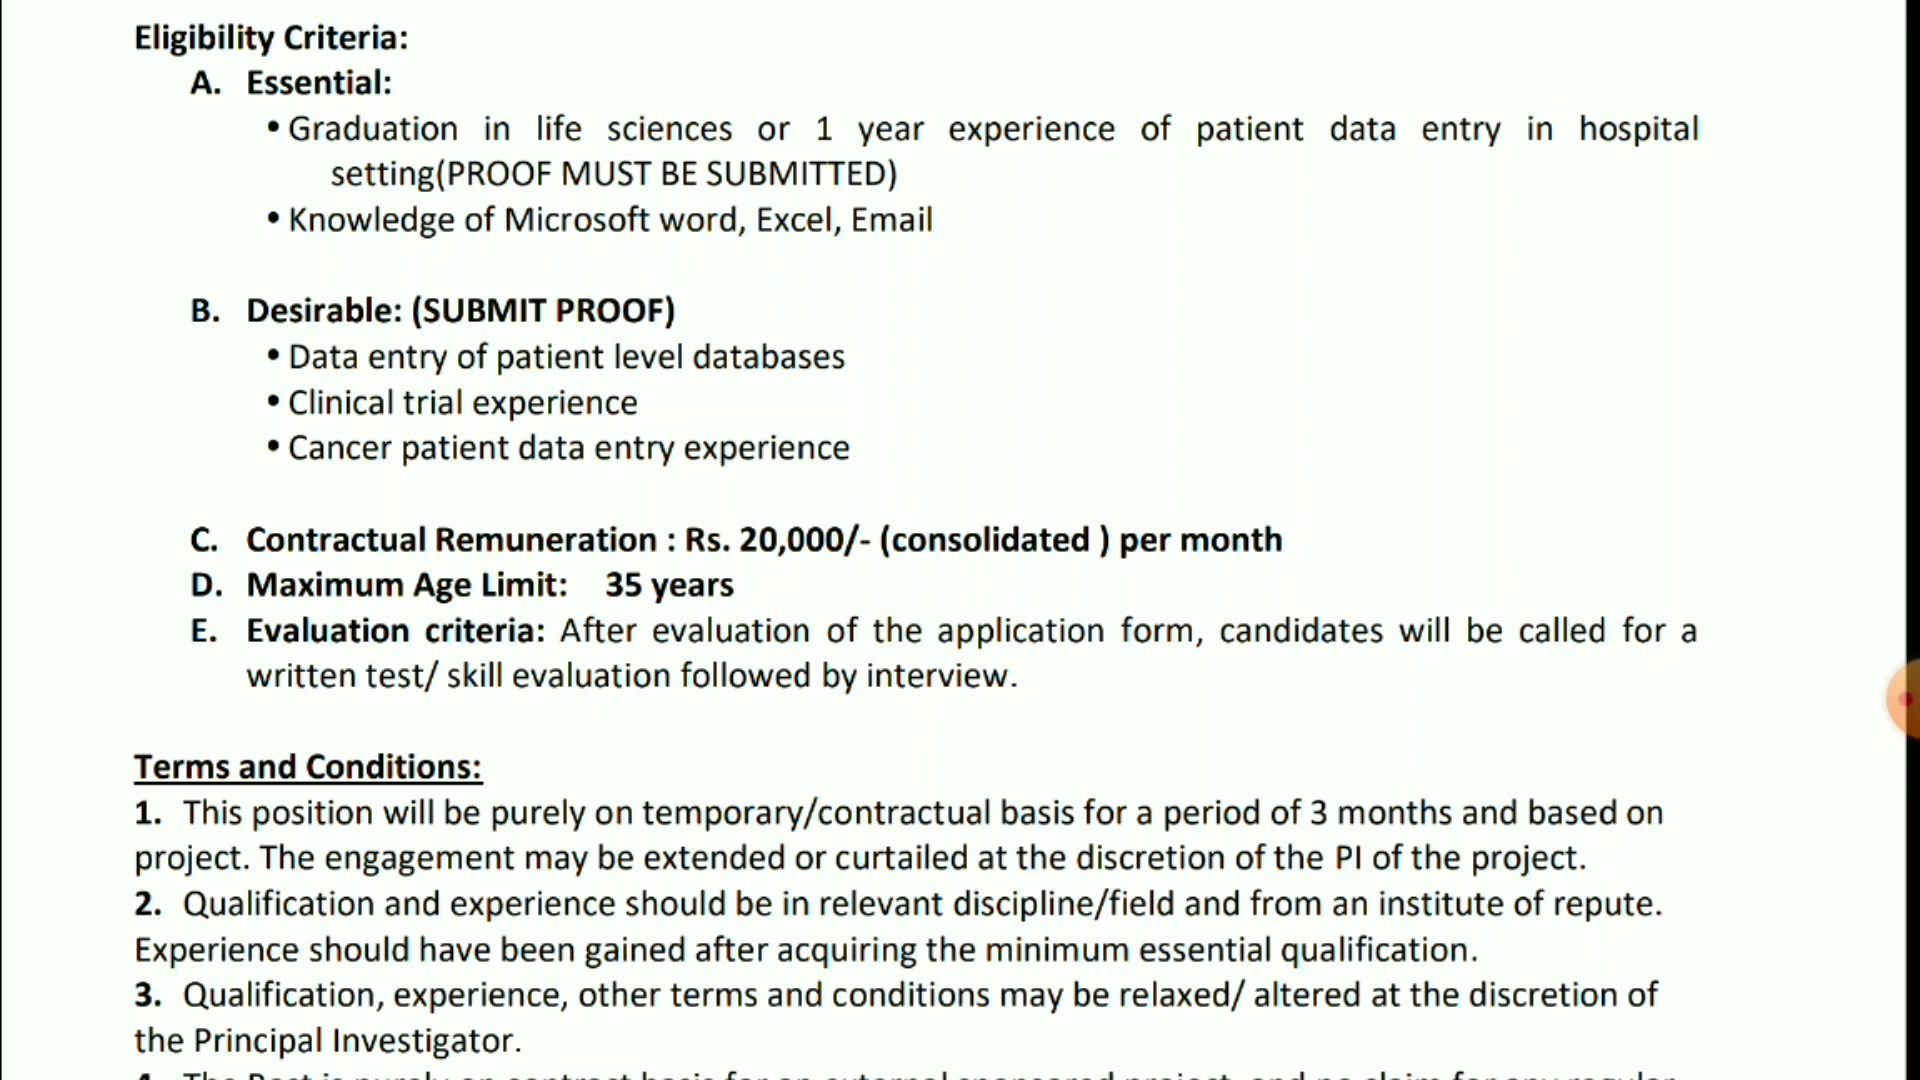 Eligibility Criteria:
A. Essential:
• Graduation in life sciences or 1 year experience of patient data entry in hospital
setting(PROOF MUST BE SUBMITTED)
• Knowledge of Microsoft word, Excel, Email
B. Desirable: (SUBMIT PROOF)
• Data entry of patient level databases
• Clinical trial experience
• Cancer patient data entry experience
C. Contractual Remuneration : Rs. 20,000/- (consolidated ) per month
D. Maximum Age Limit: 35 years
E. Evaluation criteria: After evaluation of the application form, candidates will be called for a
written test/ skill evaluation followed by interview.
Terms and Conditions:
1. This position will be purely on temporary/contractual basis for a period of 3 months and based on
project. The engagement may be extended or curtailed at the discretion of the PI of the project.
2. Qualification and experience should be in relevant discipline/field and from an institute of repute.
Experience should have been gained after acquiring the minimum essential qualification.
3. Qualification, experience, other terms and conditions may be relaxed/ altered at the discretion of
the Principal Investigator.